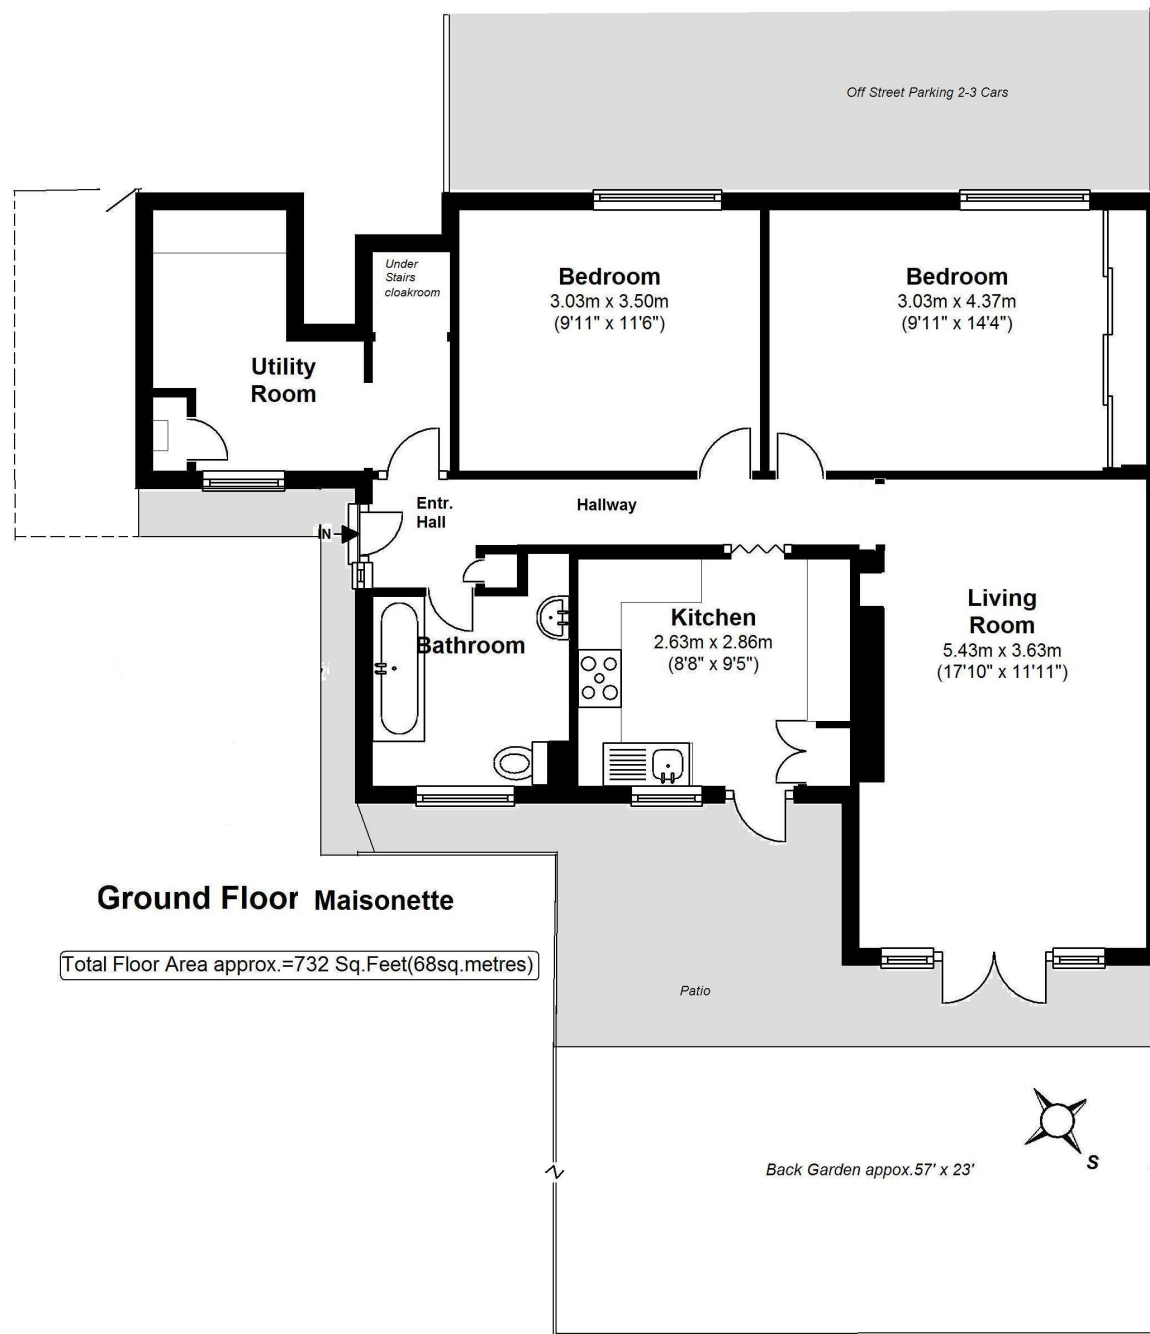 Off Street Parking 2-3 Cars
Under
Stairs
cloakroom
Bedroom
3.03m x 3.50m
(9'11" x 11'6")
Bedroom
3.03m x 4.37m
(9'11" x 14'4")
Utility
Room
Entr.
Hall
Hallway
IN
Bathroom
Kitchen
2.63m x 2.86m
(8'8" x 9'5")
Living
Room
5.43m x 3.63m
(17'10" x 11'11")
Ground Floor Maisonette
Total Floor Area approx.=732 Sq.Feet(68sq.metres)
Patio
S
Back Garden appox.57' x 23'